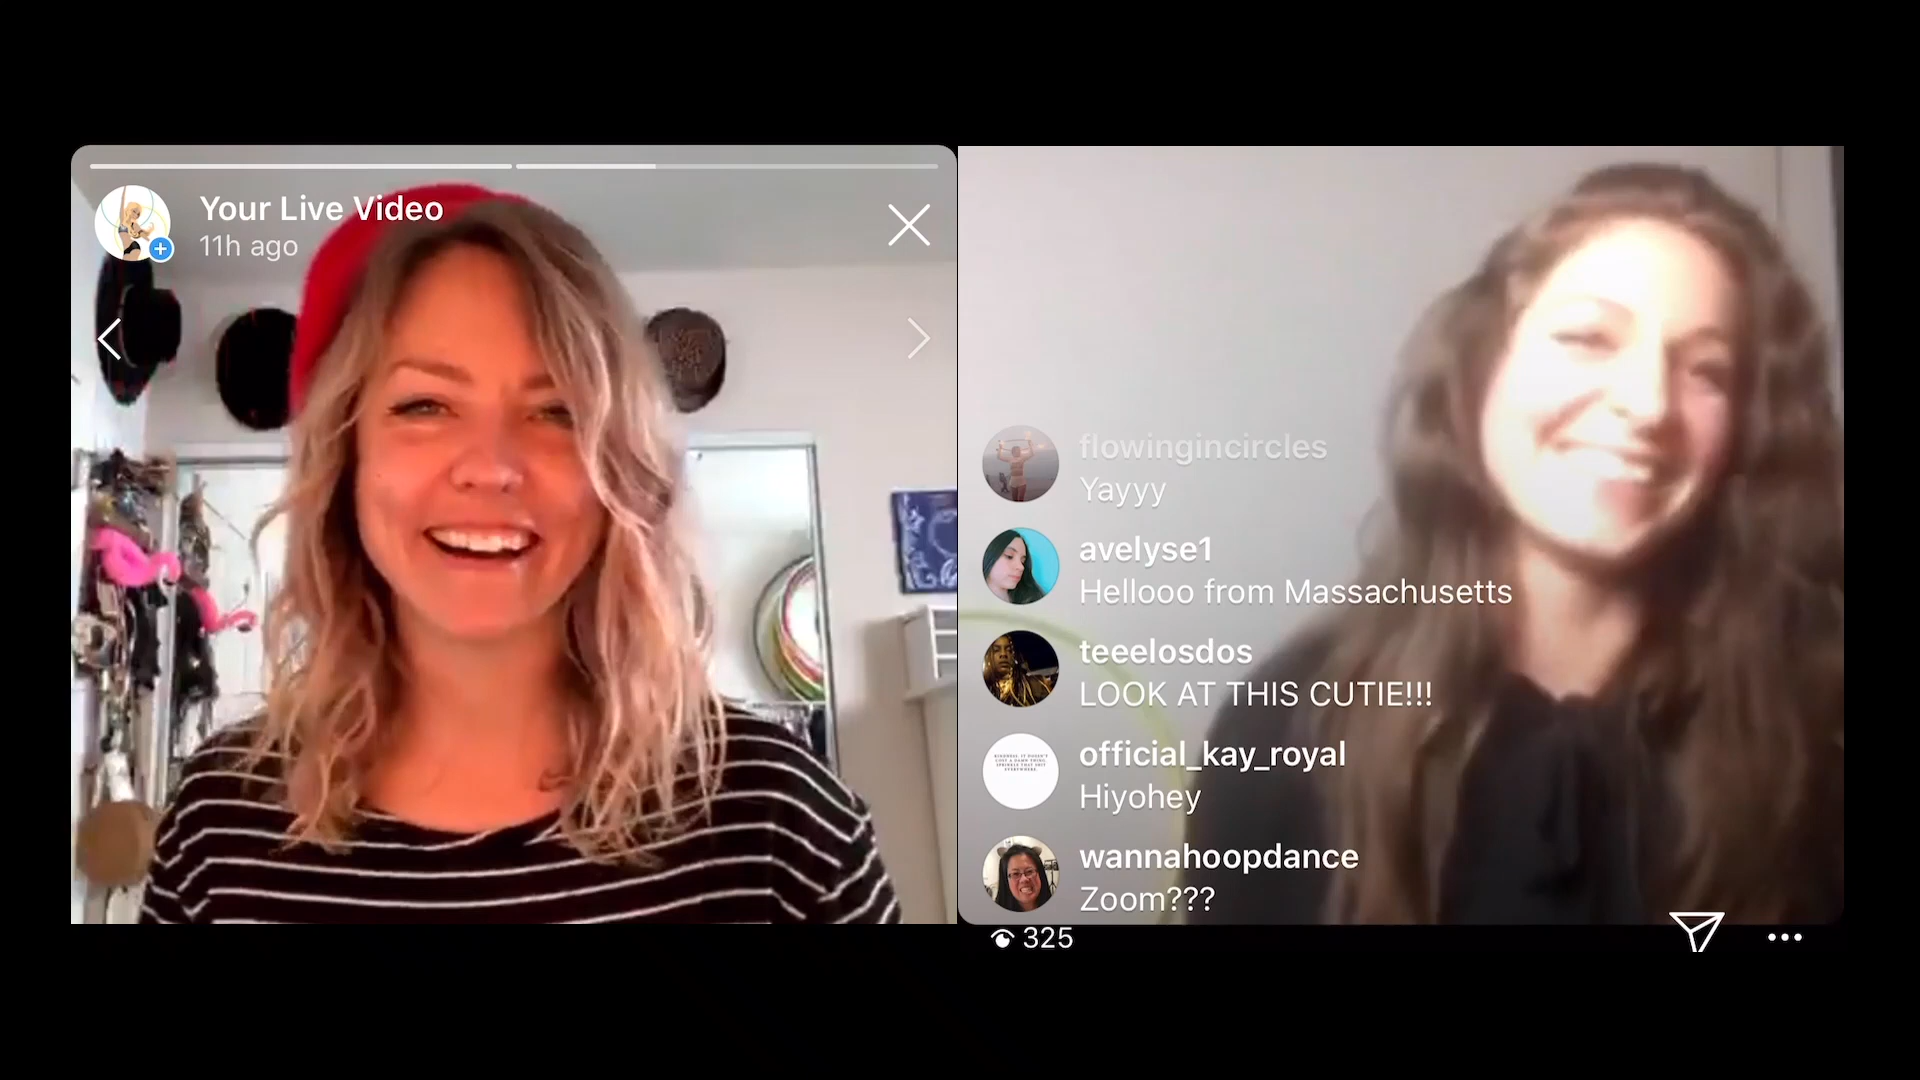 Your Live Video
11h ago
flowingincircles
Yayyy
avelyse1
Hellooo from Massachusetts
teeelosdos
LOOK AT THIS CUTIE!!!
official_kay_royal
Hiyohey
wannahoopdance
Zoom???
325